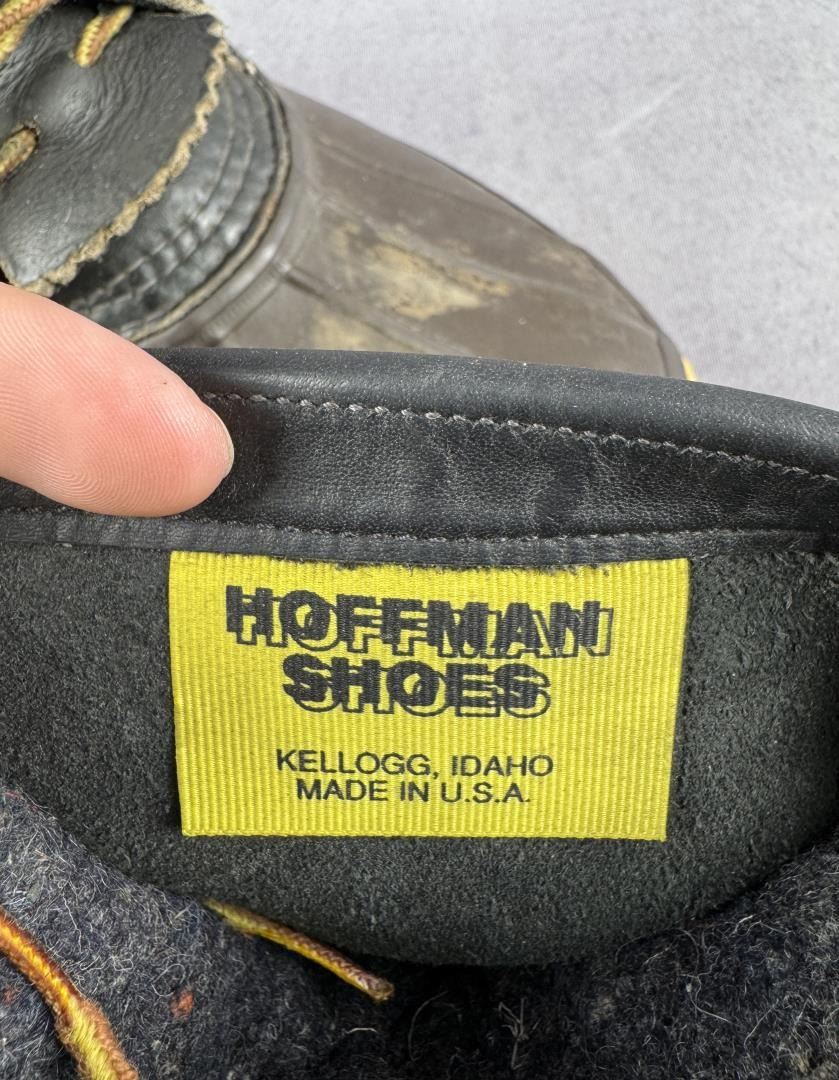 HOFFMAN
SHOES
KELLOGG, IDAHO
MADE IN U.S.A.